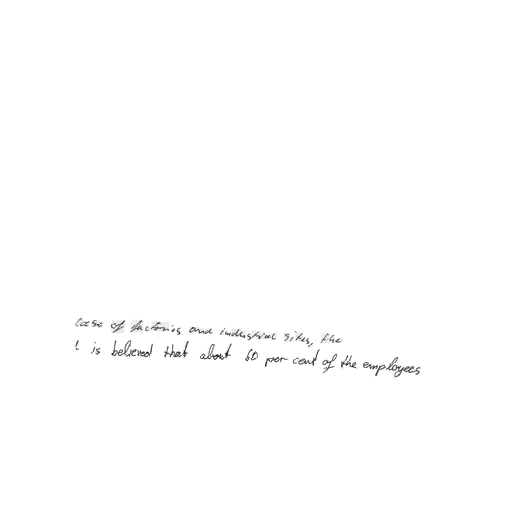 case of factories and industrial sites, the
is believed that about 60 per cent of the employees